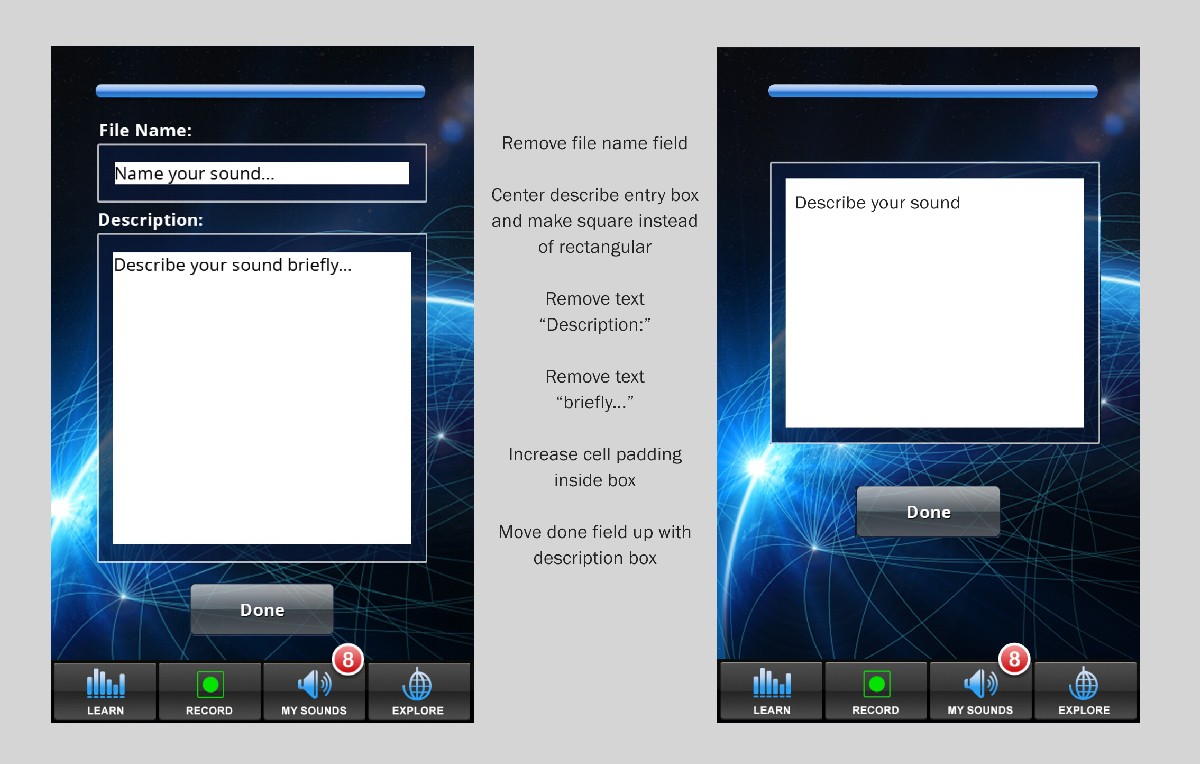 File Name:
Name your sound...
Description:
Describe your sound briefly...
Done
8
LEARN
RECORD
MY SOUNDS
EXPLORE
Remove file name field
Center describe entry box
and make square instead
of rectangular
Remove text
“Description:”
Remove text
“briefly...”
Increase cell padding
inside box
Move done field up with
description box
Describe your sound
Done
8
LEARN
RECORD
MY SOUNDS
EXPLORE